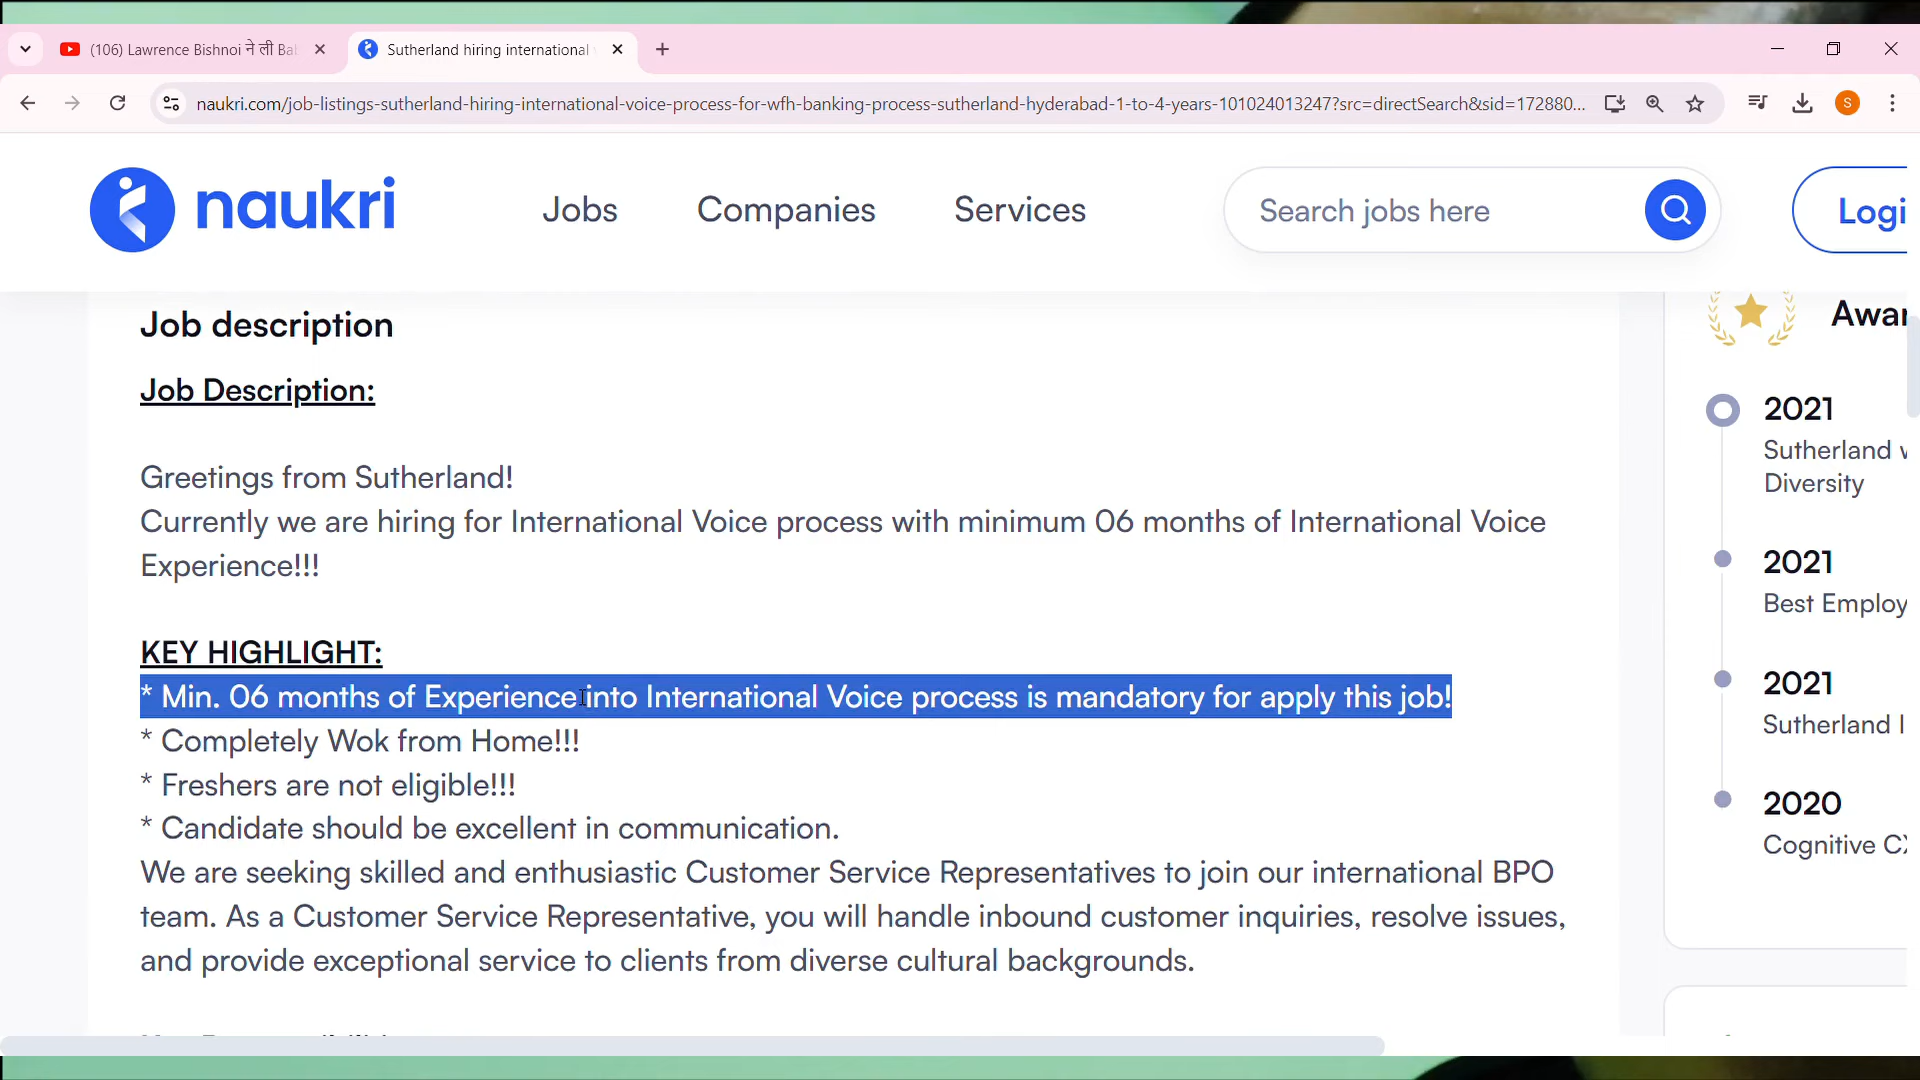 (106) Lawrence Bishnoi ने ली Bab
Sutherland hiring international
naukri.com/job-listings-sutherland-hiring-international-voice-process-for-wfh-banking-process-sutherland-hyderabad-1-to-4-years-101024013247?src=directSearch&sid=172880...
S
naukri
Jobs
Companies
Services
Search jobs here
Logi
Job description
Job Description:
Greetings from Sutherland!
Currently we are hiring for International Voice process with minimum 06 months of International Voice
Experience!!!
KEY HIGHLIGHT:
* Min. 06 months of Experience into International Voice process is mandatory for apply this job!
* Completely Wok from Home!!!
* Freshers are not eligible!!!
* Candidate should be excellent in communication.
We are seeking skilled and enthusiastic Customer Service Representatives to join our international BPO
team. As a Customer Service Representative, you will handle inbound customer inquiries, resolve issues,
and provide exceptional service to clients from diverse cultural backgrounds.
Awar
2021
Sutherland w
Diversity
2021
Best Employ
2021
Sutherland I
2020
Cognitive CX